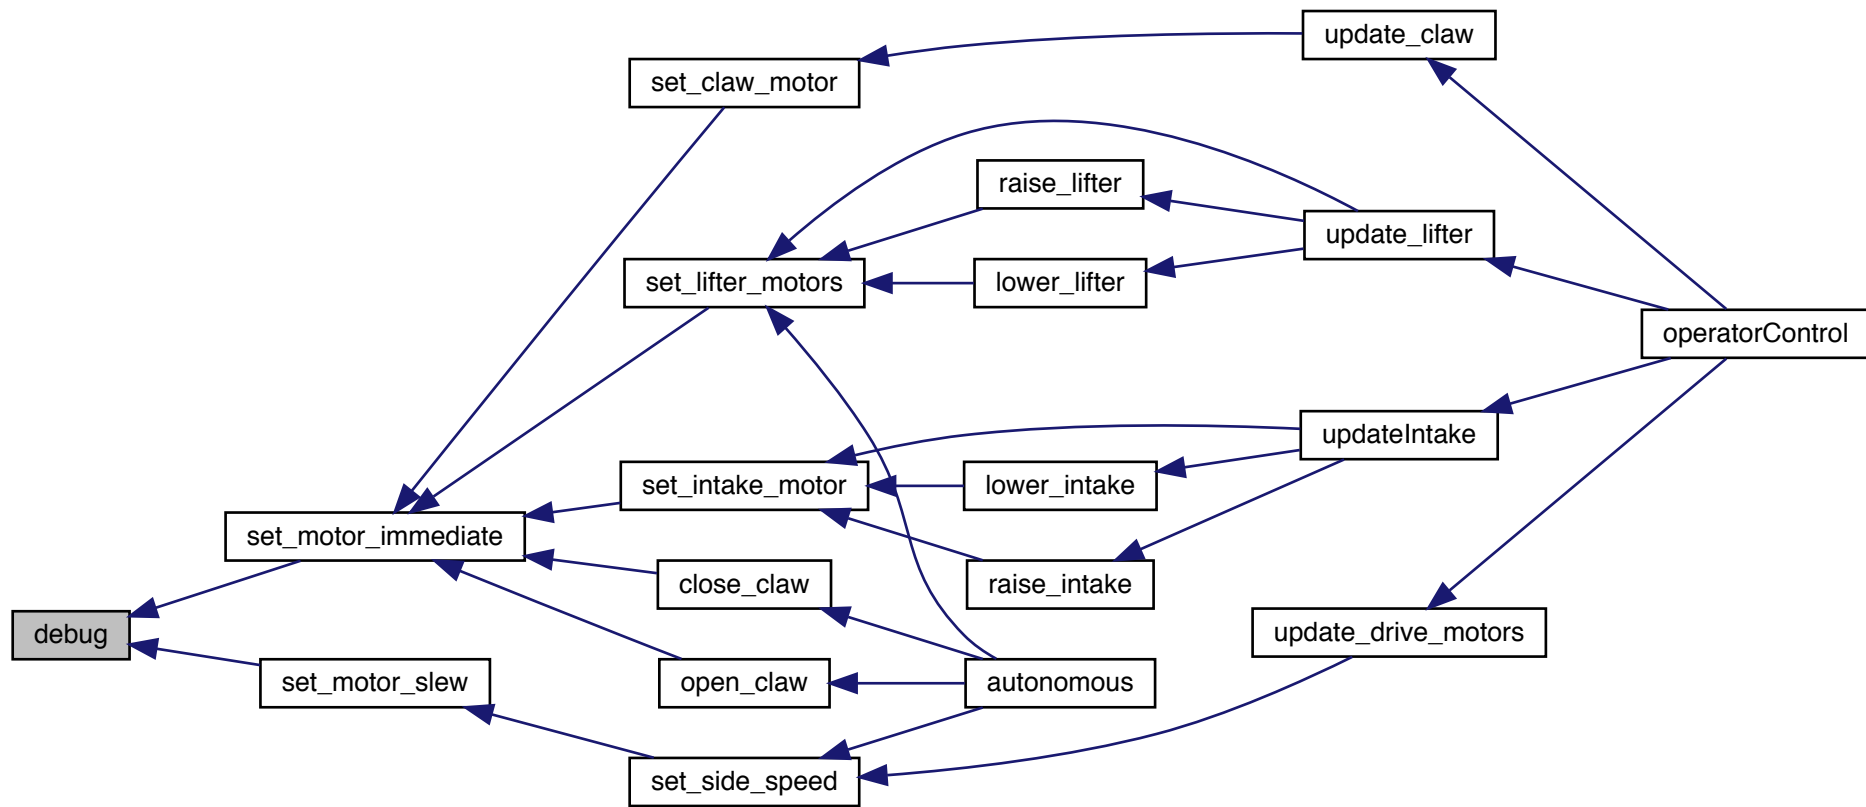 update_claw
set_claw_motor
raise_lifter
update_lifter
set_lifter_motors
lower_lifter
operatorControl
updateIntake
set_intake_motor
lower_intake
set_motor_immediate
close_claw
raise_intake
debug
update_drive_motors
set_motor_slew
open_claw
autonomous
set_side_speed